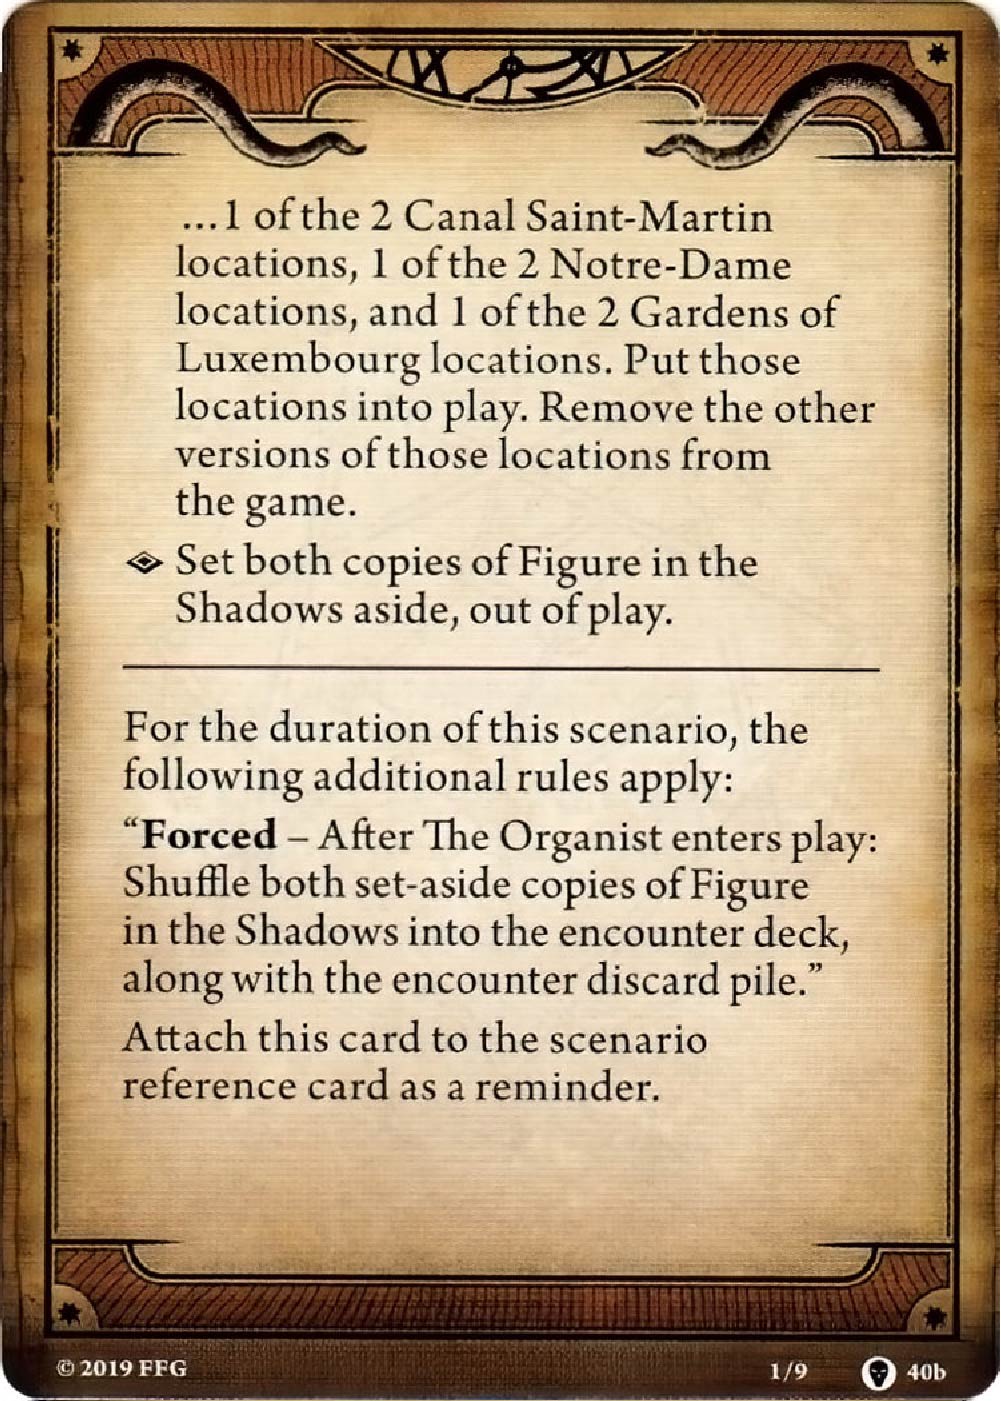 ...1 of the 2 Canal Saint-Martin
locations, 1 of the 2 Notre-Dame
locations, and 1 of the 2 Gardens of
Luxembourg locations. Put those
locations into play. Remove the other
versions of those locations from
the game.
Set both copies of Figure in the
Shadows aside, out of play.
For the duration of this scenario, the
following additional rules apply:
“Forced – After The Organist enters play:
Shuffle both set-aside copies of Figure
in the Shadows into the encounter deck,
along with the encounter discard pile.”
Attach this card to the scenario
reference card as a reminder.
© 2019 FFG 1/9 40b